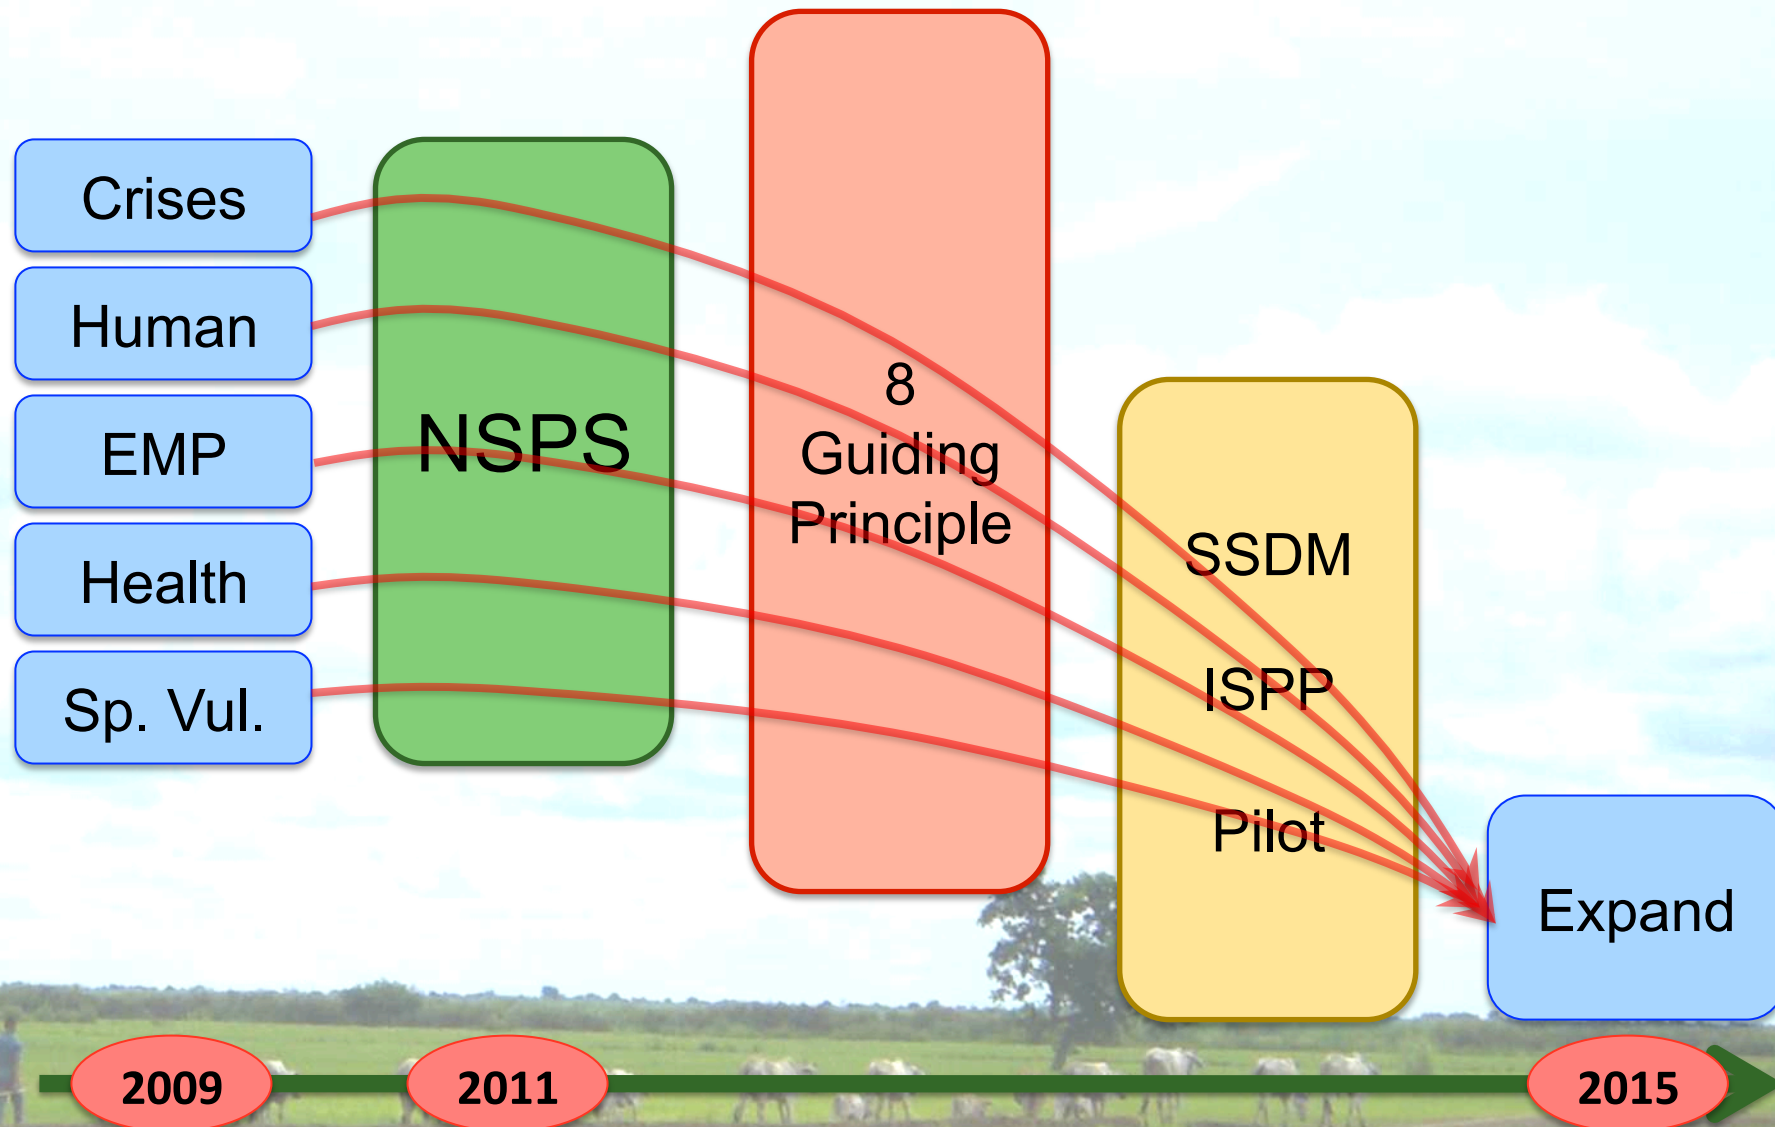 Crises
Human
EMP
Health
Sp. Vul.
NSPS
8
Guiding
Principle
SSDM
ISPP
Pilot
Expand
2009
2011
2015